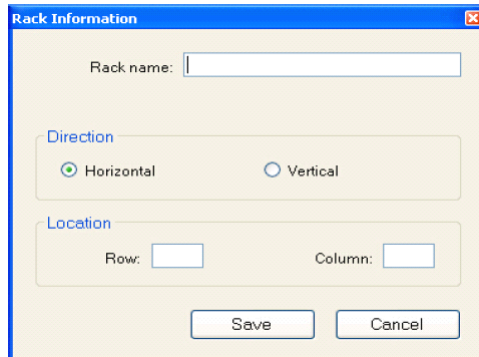 Rack Information
Rack name:
Direction
Horizontal Vertical
Location
Row: Column:
Save Cancel